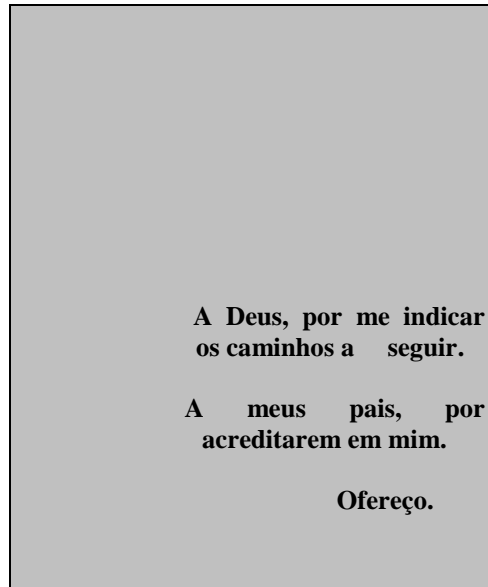 A Deus, por me indicar
os caminhos a seguir.
A meus pais, por
acreditarem em mim.
Ofereço.